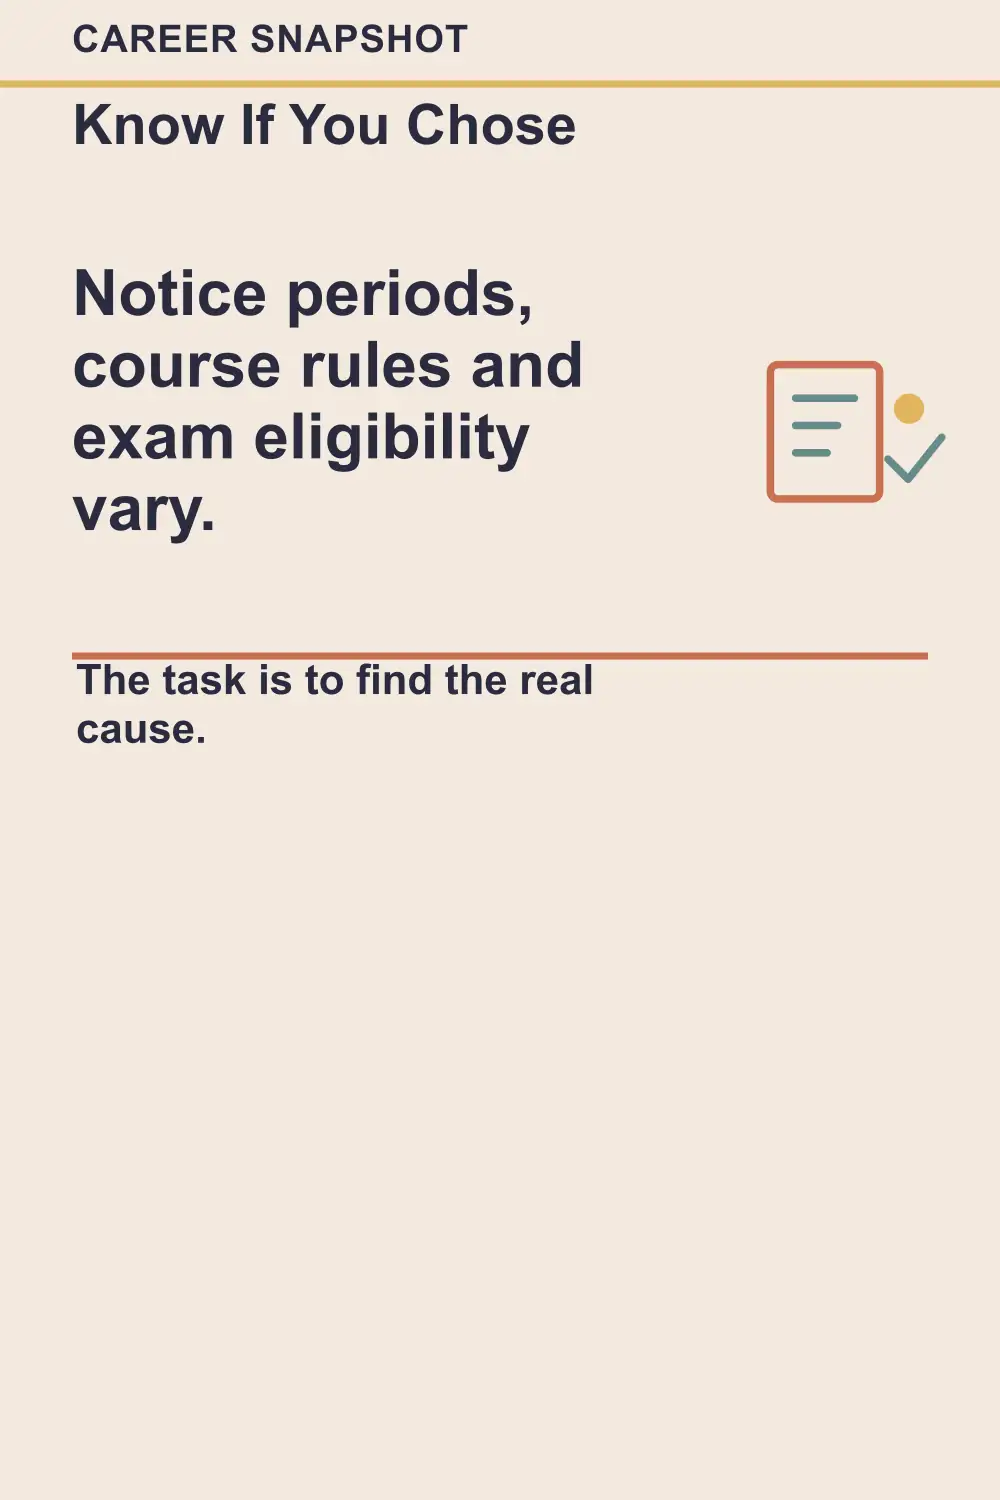 CAREER SNAPSHOT
Know If You Chose
Notice periods,
course rules and
exam eligibility
vary.
The task is to find the real
cause.